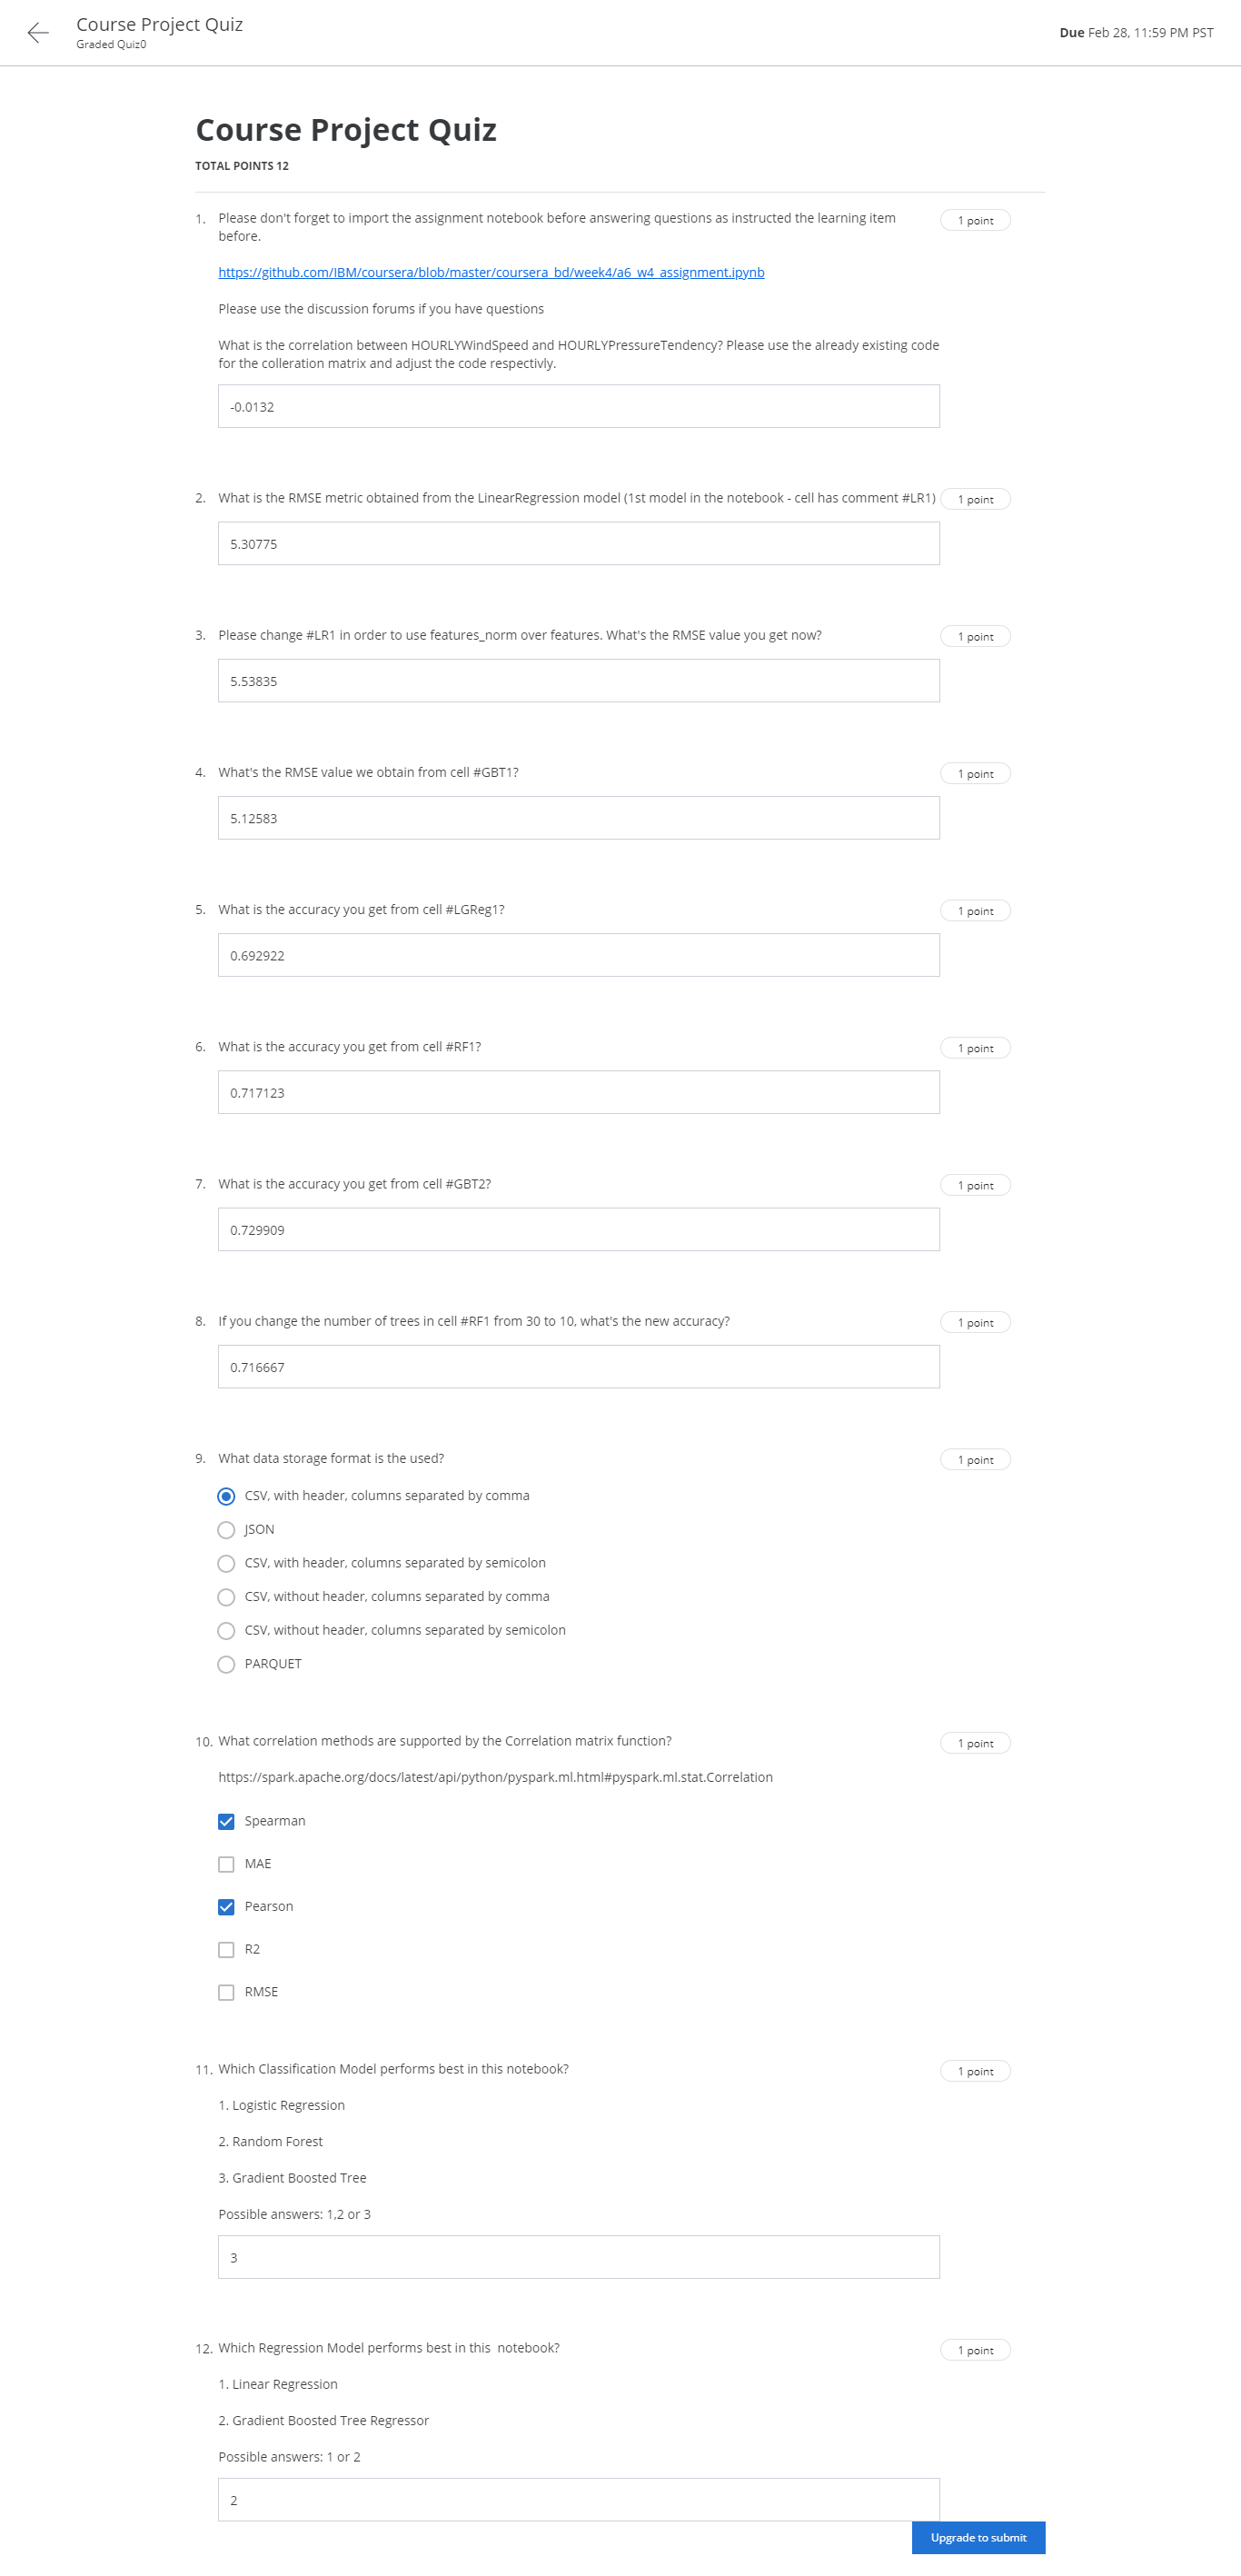 Course Project Quiz
Graded Quiz0
Due Feb 28, 11:59 PM PST
Course Project Quiz
TOTAL POINTS 12
1. Please don't forget to import the assignment notebook before answering questions as instructed the learning item
before.
1 point
https://github.com/IBM/coursera/blob/master/coursera_bd/week4/a6_w4_assignment.ipynb
Please use the discussion forums if you have questions
What is the correlation between HOURLYWindSpeed and HOURLYPressureTendency? Please use the already existing code
for the colleration matrix and adjust the code respectivly.
-0.0132
2. What is the RMSE metric obtained from the LinearRegression model (1st model in the notebook - cell has comment #LR1)
1 point
5.30775
3. Please change #LR1 in order to use features_norm over features. What's the RMSE value you get now?
1 point
5.53835
4. What's the RMSE value we obtain from cell #GBT1?
1 point
5.12583
5. What is the accuracy you get from cell #LGReg1?
1 point
0.692922
6. What is the accuracy you get from cell #RF1?
1 point
0.717123
7. What is the accuracy you get from cell #GBT2?
1 point
0.729909
8. If you change the number of trees in cell #RF1 from 30 to 10, what's the new accuracy?
1 point
0.716667
9. What data storage format is the used?
1 point
CSV, with header, columns separated by comma
JSON
CSV, with header, columns separated by semicolon
CSV, without header, columns separated by comma
CSV, without header, columns separated by semicolon
PARQUET
10. What correlation methods are supported by the Correlation matrix function?
1 point
https://spark.apache.org/docs/latest/api/python/pyspark.ml.html#pyspark.ml.stat.Correlation
Spearman
MAE
Pearson
R2
RMSE
11. Which Classification Model performs best in this notebook?
1 point
1. Logistic Regression
2. Random Forest
3. Gradient Boosted Tree
Possible answers: 1,2 or 3
3
12. Which Regression Model performs best in this  notebook?
1 point
1. Linear Regression
2. Gradient Boosted Tree Regressor
Possible answers: 1 or 2
2
Upgrade to submit